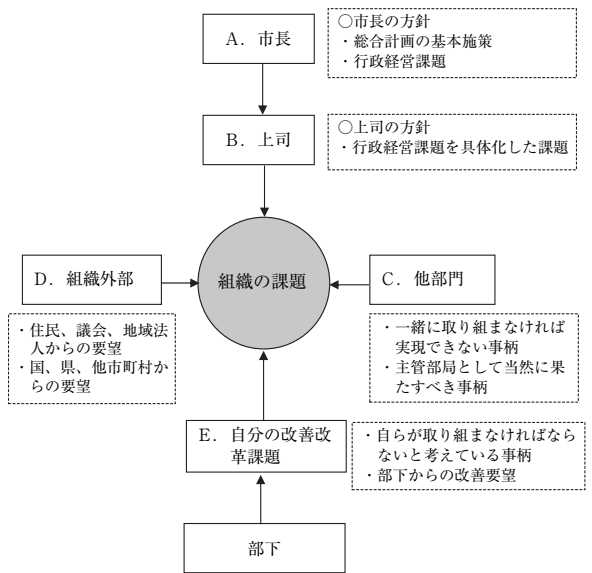 A．市長
○市長の方針
・総合計画の基本施策
・行政経営課題
B．上司
○上司の方針
・行政経営課題を具体化した課題
D．組織外部
組織の課題
C．他部門
・住民、議会、地域法
人からの要望
・国、県、他市町村か
らの要望
・一緒に取り組まなければ
実現できない事柄
・主管部局として当然に果
たすべき事柄
E．自分の改善改
革課題
・自らが取り組まなければなら
ないと考えている事柄
・部下からの改善要望
部下